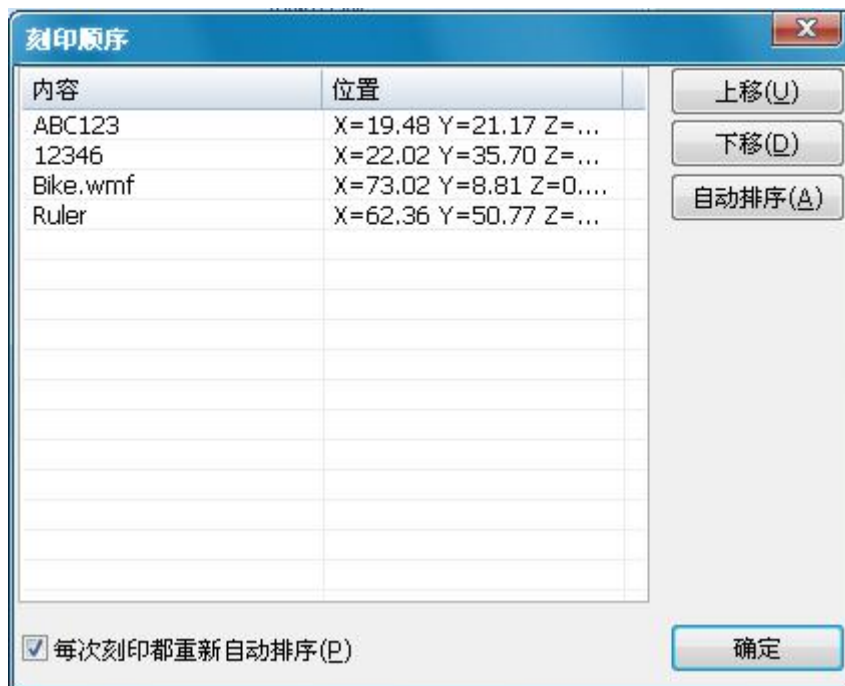 刻印顺序
内容 位置
ABC123 X=19.48 Y=21.17 Z=...
12346 X=22.02 Y=35.70 Z=...
Bike.wmf X=73.02 Y=8.81 Z=0....
Ruler X=62.36 Y=50.77 Z=...
上移(U)
下移(D)
自动排序(A)
每次刻印都重新自动排序(P)
确定